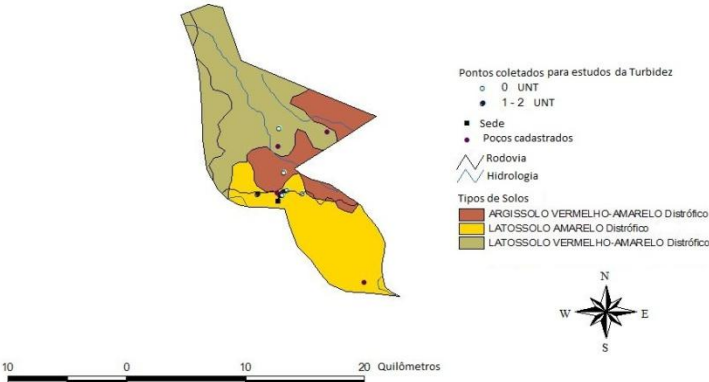 Pontos coletados para estudos da Turbidez
0 UNT
1 - 2 UNT
Sede
Poços cadastrados
Rodovia
Hidrologia
Tipos de Solos
ARGISSOLO VERMELHO-AMARELO Distrófico
LATOSSOLO AMARELO Distrófico
LATOSSOLO VERMELHO-AMARELO Distrófico
N
W E
S
10 0 10 20 Quilômetros